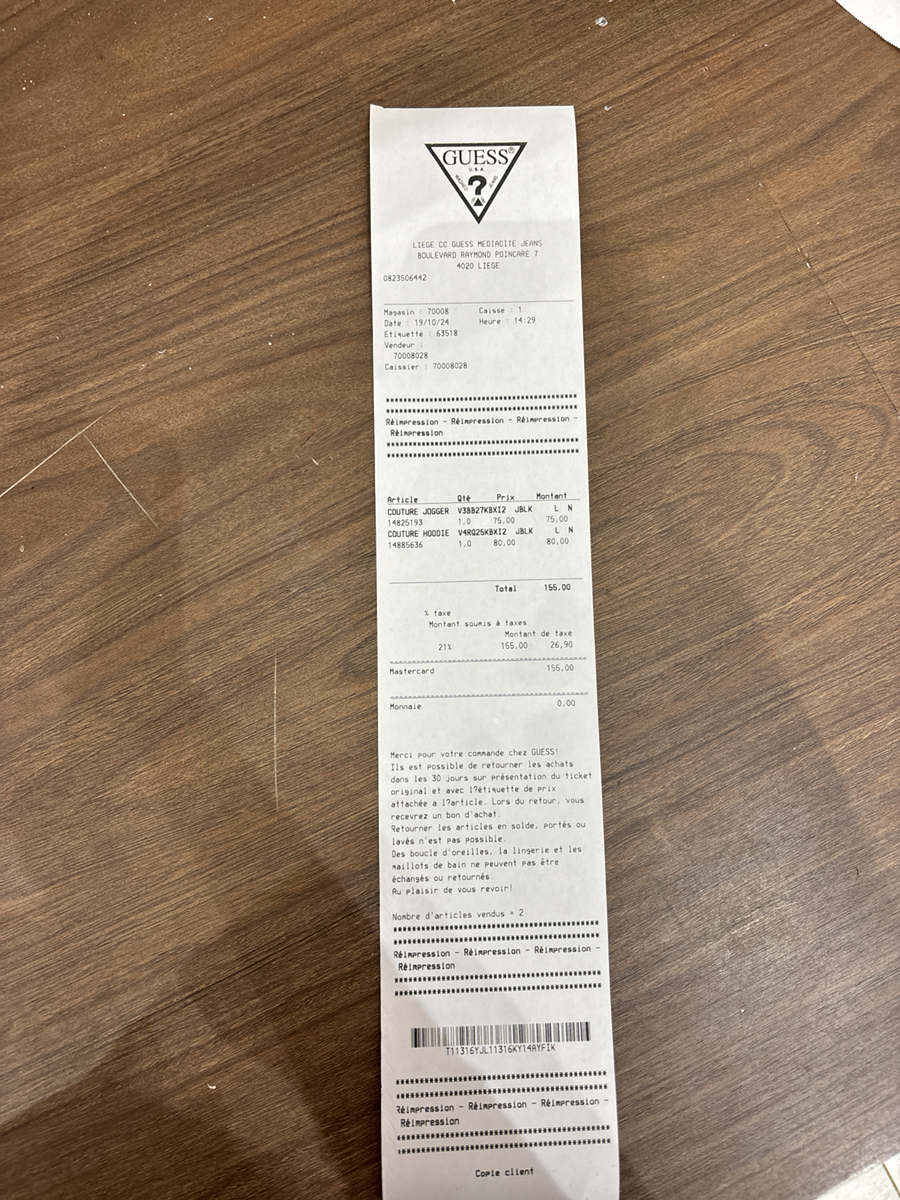 GUESS®
U.S.A.
WASHED ? JEANS
LIEGE CC GUESS MEDIACITE JEANS
BOULEVARD RAYMOND POINCARE 7
4020 LIEGE
0823506442
Magasin : 70008 Caisse : 1
Date : 19/10/24 Heure : 14:29
Etiquette : 63518
Vendeur :
70008028
Caissier : 70008028
****************************************
****************************************
Réimpression - Réimpression - Réimpression -
Réimpression
****************************************
****************************************
Article Qté Prix Montant
COUTURE JOGGER V3BB27KBXI2 JBLK L N
14825193 1,0 75,00 75,00
COUTURE HOODIE V4RQ25KBXI2 JBLK L N
14885636 1,0 80,00 80,00
Total 155,00
% taxe
Montant soumis à taxes
Montant de taxe
21% 155,00 26,90
Mastercard 155,00
Monnaie 0,00
Merci pour votre commande chez GUESS!
Ils est possible de retourner les achats
dans les 30 jours sur présentation du ticket
original et avec l?étiquette de prix
attachée a l?article. Lors du retour, vous
recevrez un bon d'achat.
Retourner les articles en solde, portés ou
lavés n'est pas possible.
Des boucle d'oreilles, la lingerie et les
maillots de bain ne peuvent pas être
échangés ou retournés.
Au plaisir de vous revoir!
Nombre d'articles vendus = 2
****************************************
****************************************
Réimpression - Réimpression - Réimpression -
Réimpression
****************************************
****************************************
T11316YJL11316KY14AYFIK
****************************************
****************************************
Réimpression - Réimpression - Réimpression -
Réimpression
****************************************
****************************************
Copie client